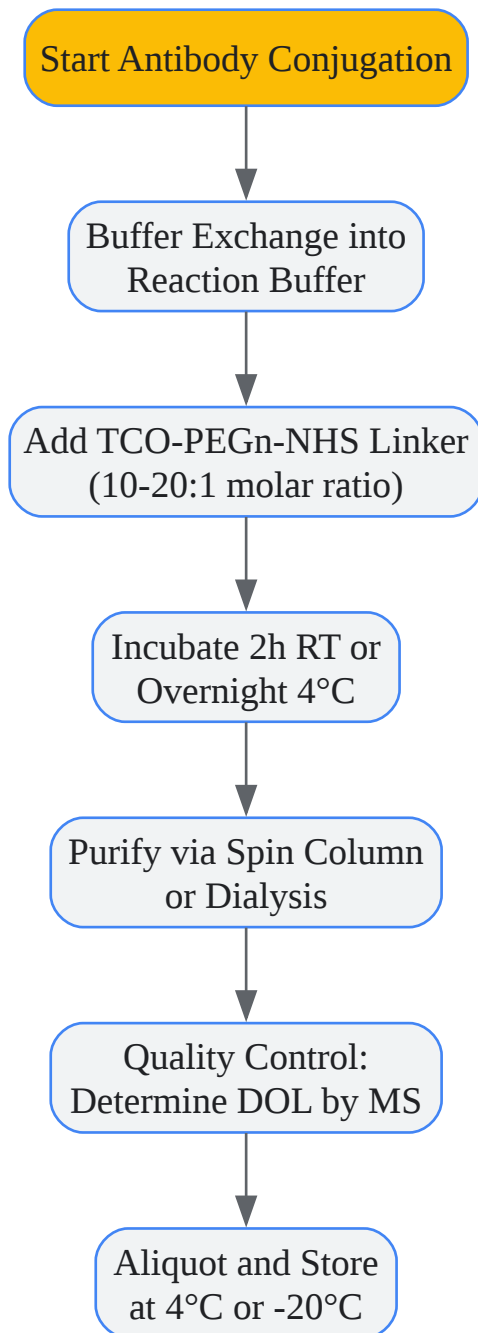 Start Antibody Conjugation
Buffer Exchange into
Reaction Buffer
Add TCO-PEGn-NHS Linker
(10-20:1 molar ratio)
Incubate 2h RT or
Overnight 4°C
Purify via Spin Column
or Dialysis
Quality Control:
Determine DOL by MS
Aliquot and Store
at 4°C or -20°C